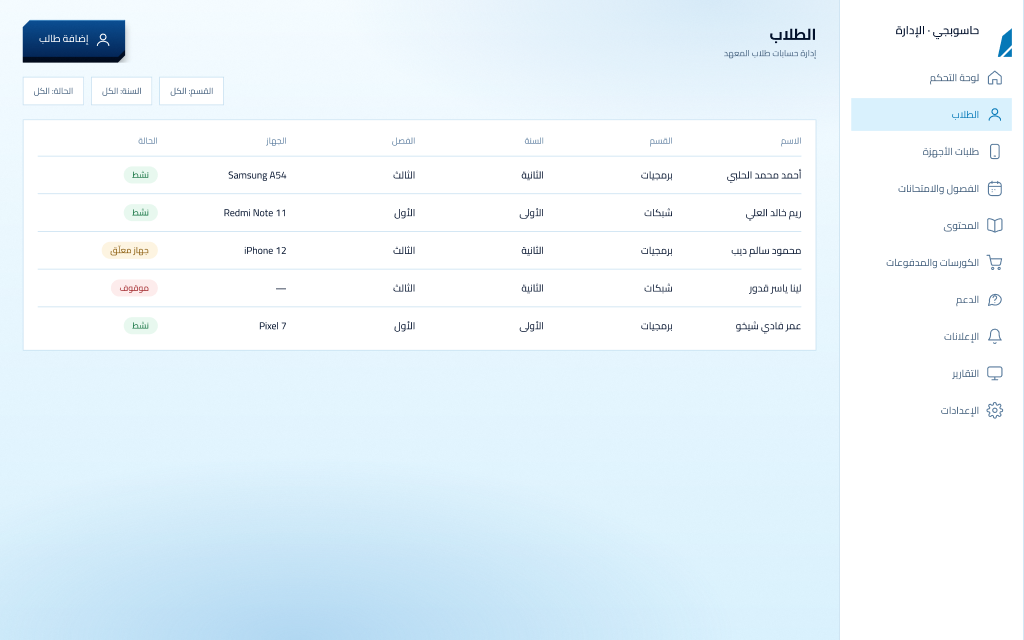 حاسوبجي · الإدارة
لوحة التحكم
الطلاب
طلبات الأجهزة
الفصول والامتحانات
المحتوى
الكورسات والمدفوعات
الدعم
الإعلانات
التقارير
الإعدادات
الطلاب
إدارة حسابات طلاب المعهد
إضافة طالب
القسم: الكل السنة: الكل الحالة: الكل
الاسم القسم السنة الفصل الجهاز الحالة
أحمد محمد الحلبي برمجيات الثانية الثالث Samsung A54 نشط
ريم خالد العلي شبكات الأولى الأول Redmi Note 11 نشط
محمود سالم ديب برمجيات الثانية الثالث iPhone 12 جهاز معلّق
لينا ياسر قدور شبكات الثانية الثالث — موقوف
عمر فادي شيخو برمجيات الأولى الأول Pixel 7 نشط